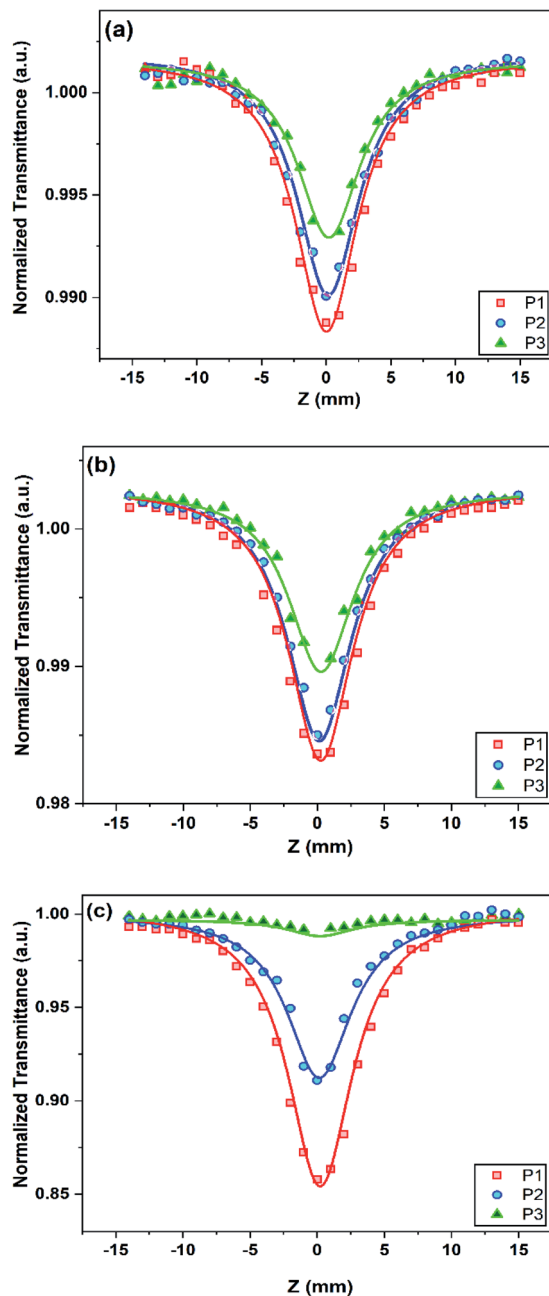 (a)
Normalized Transmittance (a.u.)
1.000
0.995
0.990
P1
P2
P3
-15
-10
-5
0
5
10
15
Z (mm)
(b)
Normalized Transmittance (a.u.)
1.00
0.99
0.98
P1
P2
P3
-15
-10
-5
0
5
10
15
Z (mm)
(c)
Normalized Transmittance (a.u.)
1.00
0.95
0.90
0.85
P1
P2
P3
-15
-10
-5
0
5
10
15
Z (mm)